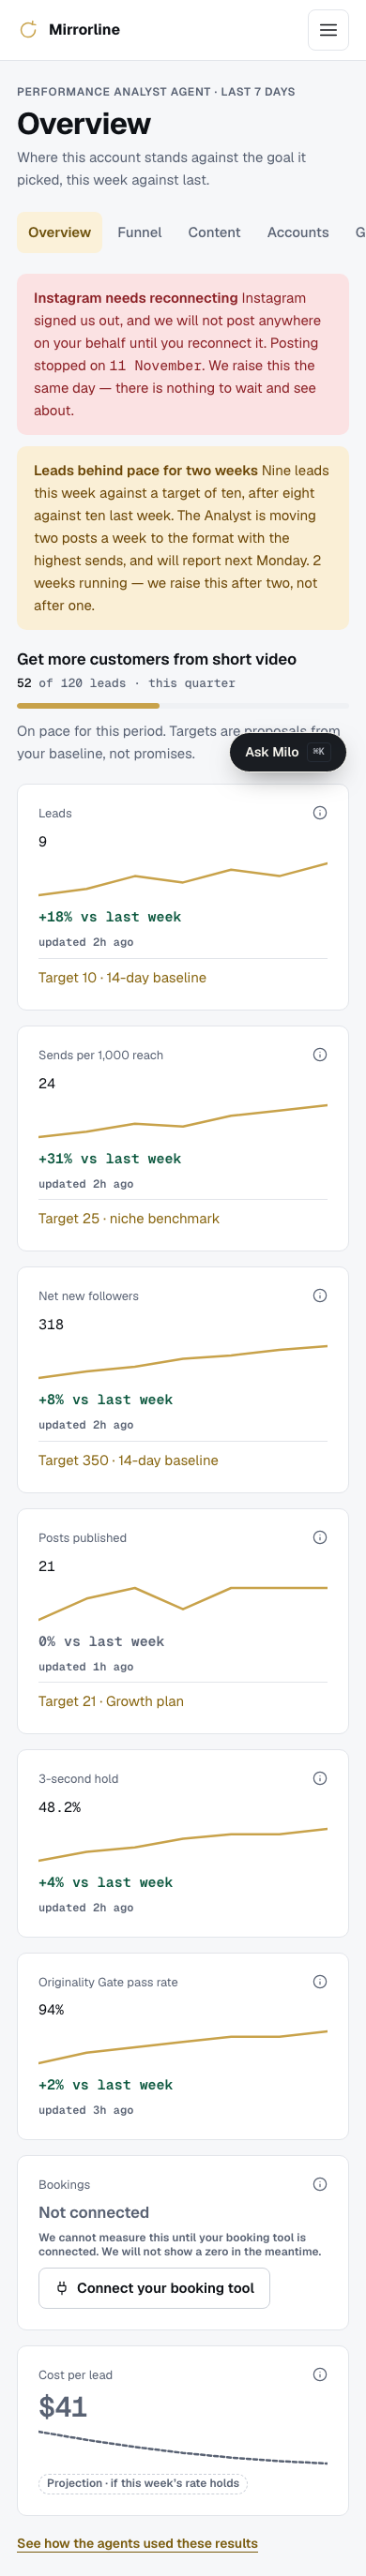 Mirrorline
PERFORMANCE ANALYST AGENT · LAST 7 DAYS
Overview
Where this account stands against the goal it
picked, this week against last.
Overview Funnel Content Accounts G
Instagram needs reconnecting Instagram
signed us out, and we will not post anywhere
on your behalf until you reconnect it. Posting
stopped on 11 November. We raise this the
same day — there is nothing to wait and see
about.
Leads behind pace for two weeks Nine leads
this week against a target of ten, after eight
against ten last week. The Analyst is moving
two posts a week to the format with the
highest sends, and will report next Monday. 2
weeks running — we raise this after two, not
after one.
Get more customers from short video
52 of 120 leads · this quarter
On pace for this period. Targets are proposals from
your baseline, not promises.
Ask Milo ⌘K
Leads
9
+18% vs last week
updated 2h ago
Target 10 · 14-day baseline
Sends per 1,000 reach
24
+31% vs last week
updated 2h ago
Target 25 · niche benchmark
Net new followers
318
+8% vs last week
updated 2h ago
Target 350 · 14-day baseline
Posts published
21
0% vs last week
updated 1h ago
Target 21 · Growth plan
3-second hold
48.2%
+4% vs last week
updated 2h ago
Originality Gate pass rate
94%
+2% vs last week
updated 3h ago
Bookings
Not connected
We cannot measure this until your booking tool is
connected. We will not show a zero in the meantime.
Connect your booking tool
Cost per lead
$41
Projection · if this week's rate holds
See how the agents used these results